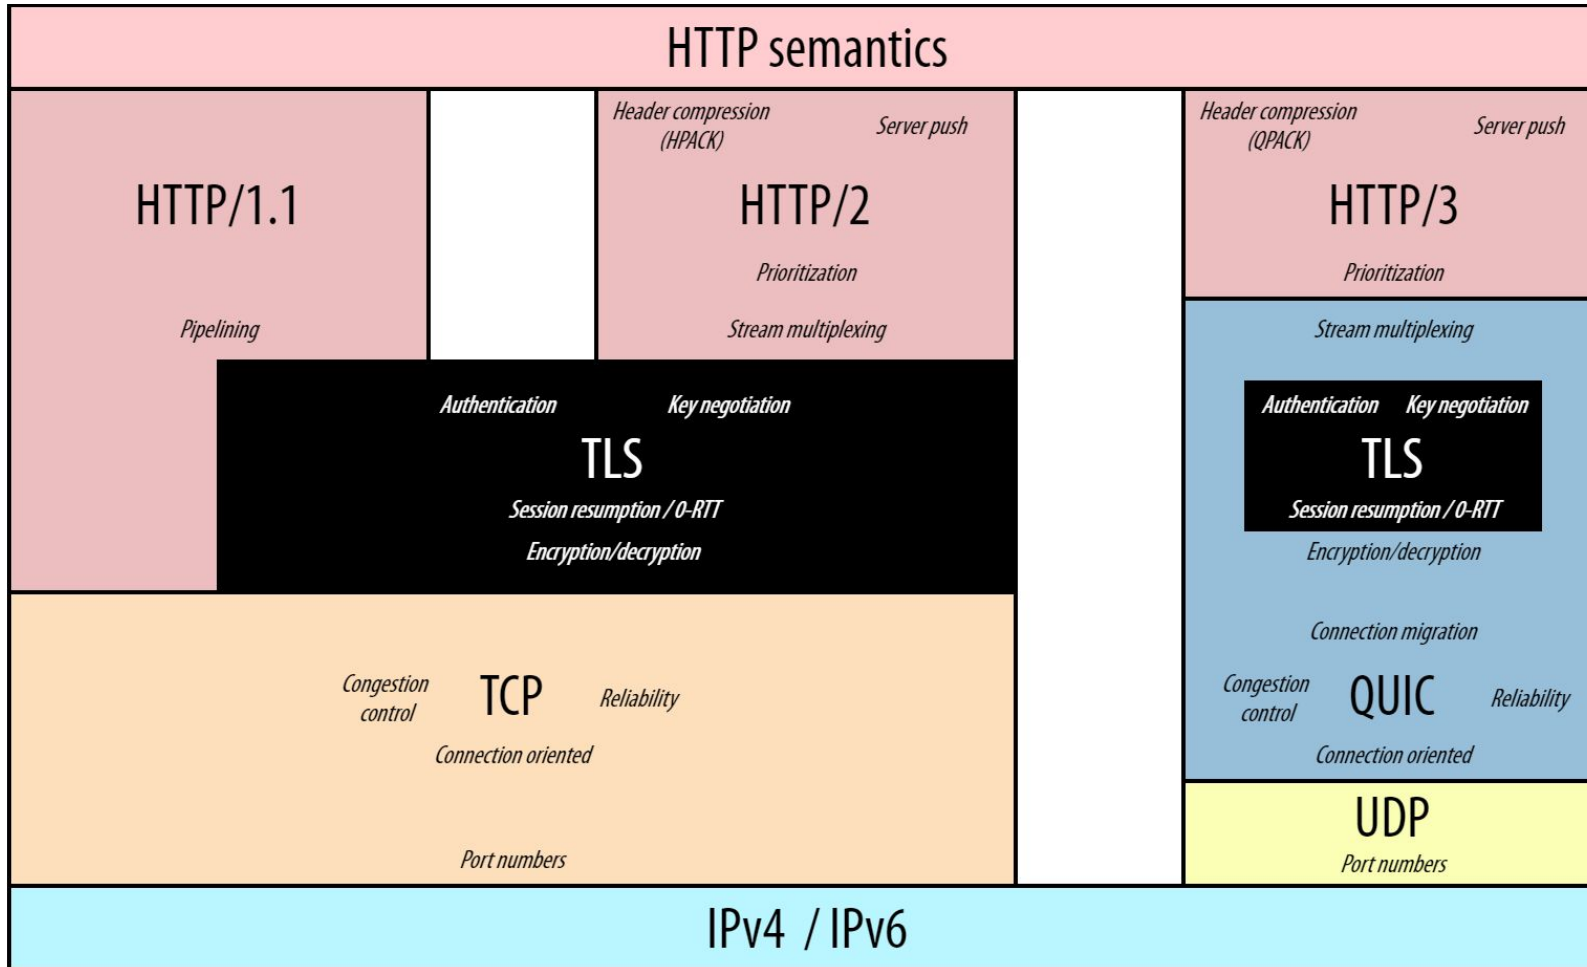 HTTP semantics
HTTP/1.1
Pipelining
Header compression
(HPACK)
Server push
HTTP/2
Prioritization
Stream multiplexing
Header compression
(QPACK)
Server push
HTTP/3
Prioritization
Stream multiplexing
Authentication Key negotiation
TLS
Session resumption / 0-RTT
Encryption/decryption
Authentication Key negotiation
TLS
Session resumption / 0-RTT
Encryption/decryption
Connection migration
Congestion
control
TCP
Reliability
Connection oriented
Port numbers
Congestion
control
QUIC
Reliability
Connection oriented
UDP
Port numbers
IPv4 / IPv6